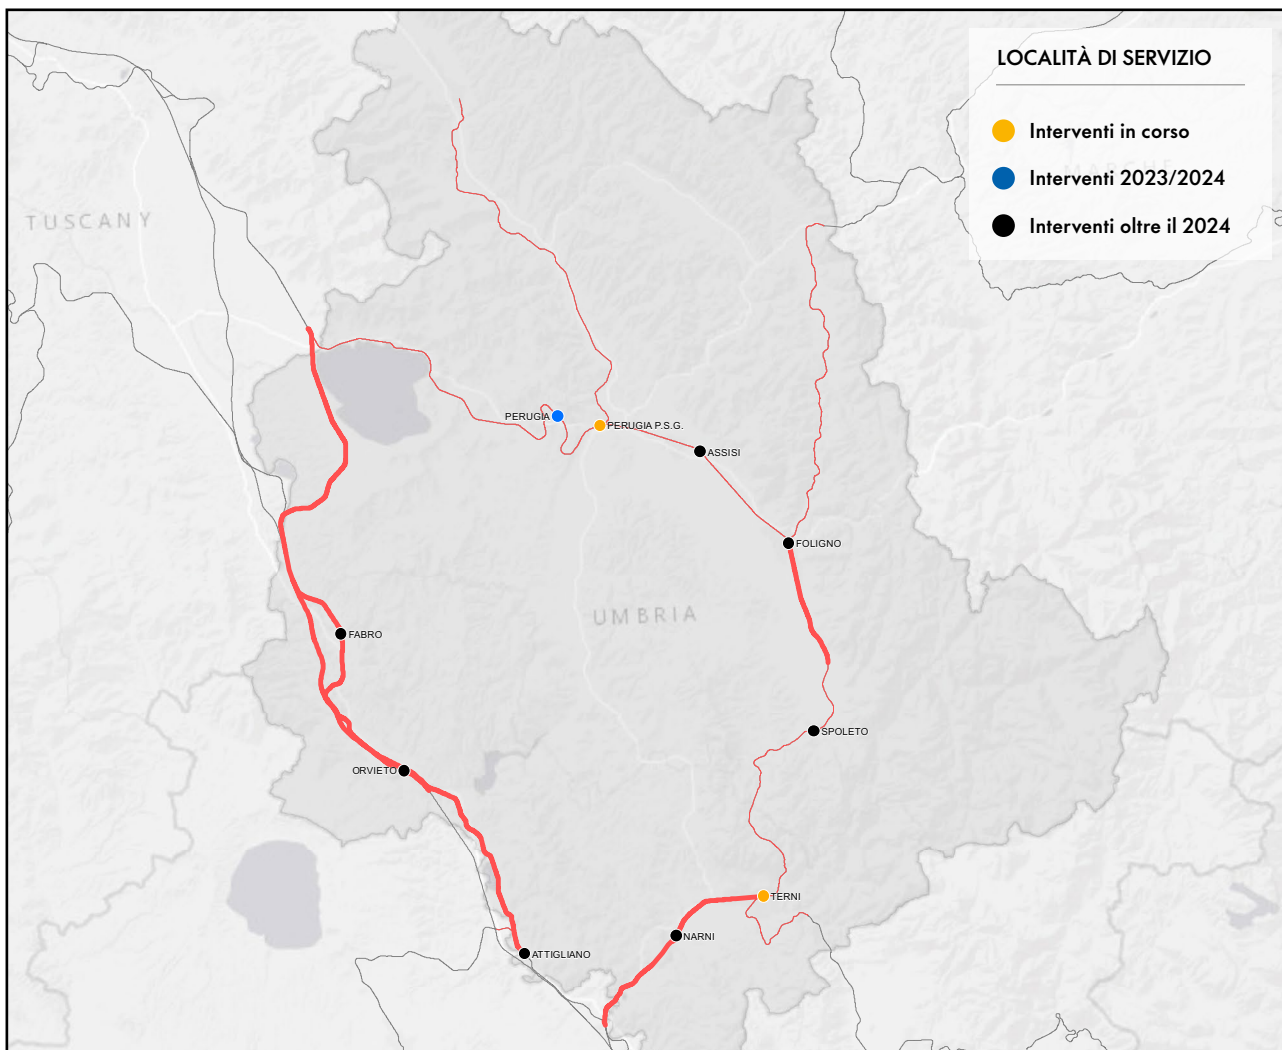 LOCALITÀ DI SERVIZIO
Interventi in corso
MARCHE
Interventi 2023/2024
Interventi oltre il 2024
TUSCANY
PERUGIA
PERUGIA P.S.G.
ASSISI
FOLIGNO
UMBRIA
FABRO
SPOLETO
ORVIETO
TERNI
NARNI
ATTIGLIANO